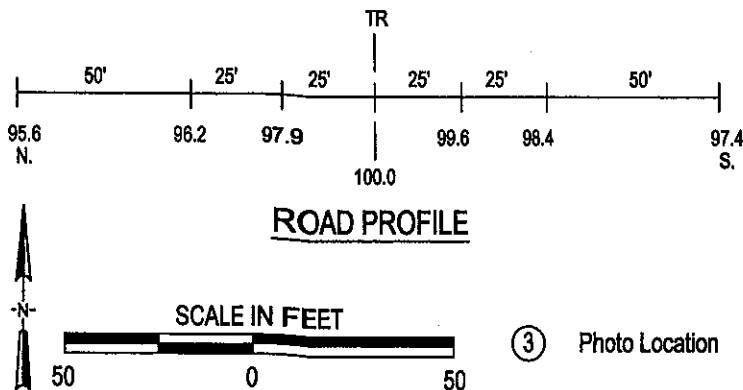 TR
50' 25' 25' 25' 25' 50'
95.6 96.2 97.9 99.6 98.4 97.4
N. S.
100.0
ROAD PROFILE
-N-
SCALE IN FEET
3 Photo Location
50 0 50